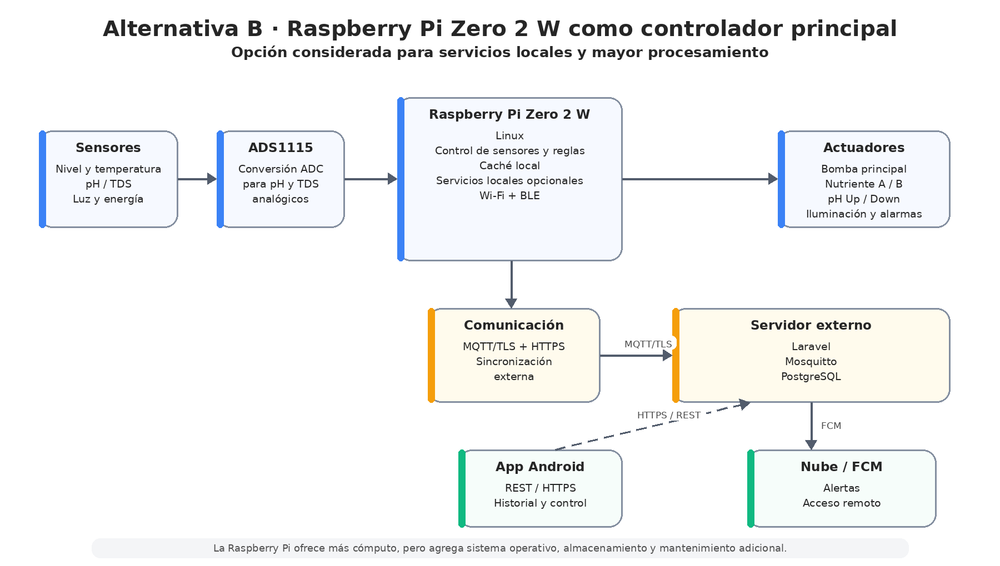 Alternativa B · Raspberry Pi Zero 2 W como controlador principal
Opción considerada para servicios locales y mayor procesamiento
Sensores
Nivel y temperatura
pH / TDS
Luz y energía
ADS1115
Conversión ADC
para pH y TDS
analógicos
Raspberry Pi Zero 2 W
Linux
Control de sensores y reglas
Caché local
Servicios locales opcionales
Wi-Fi + BLE
Actuadores
Bomba principal
Nutriente A / B
pH Up / Down
Iluminación y alarmas
Comunicación
MQTT/TLS + HTTPS
Sincronización
externa
MQTT/TLS
Servidor externo
Laravel
Mosquitto
PostgreSQL
HTTPS / REST
FCM
App Android
REST / HTTPS
Historial y control
Nube / FCM
Alertas
Acceso remoto
La Raspberry Pi ofrece más cómputo, pero agrega sistema operativo, almacenamiento y mantenimiento adicional.